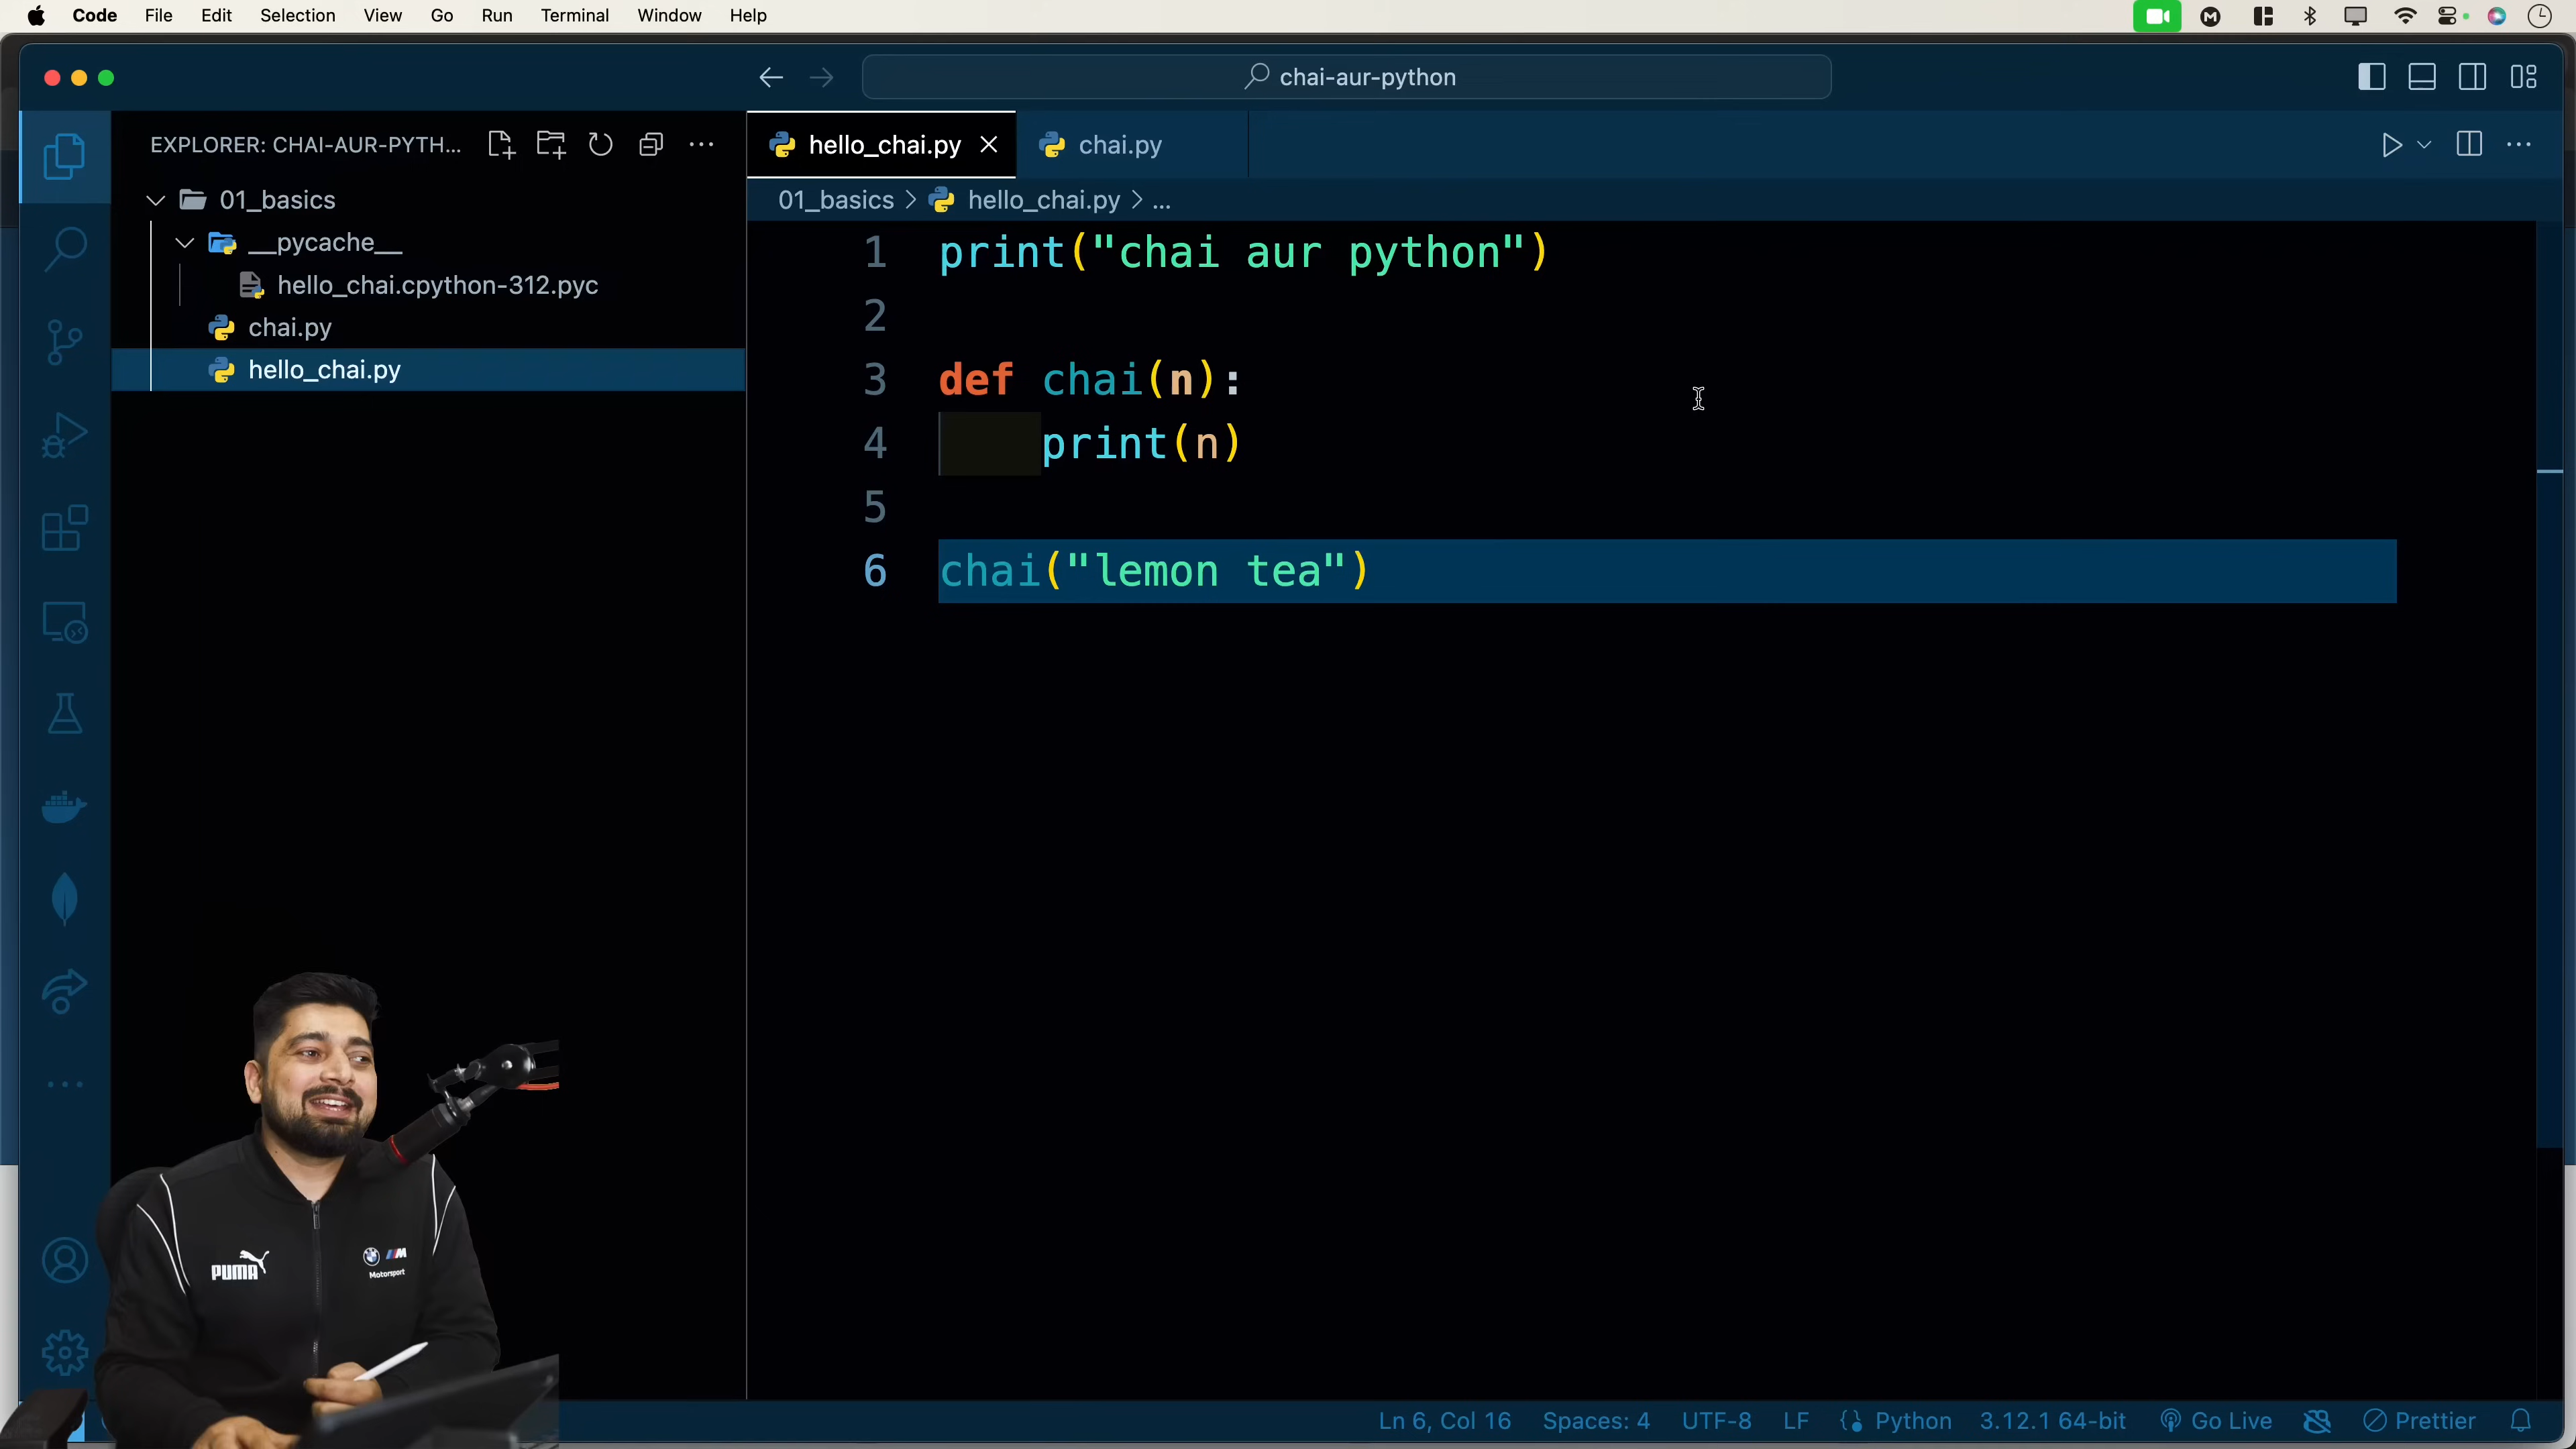 Code File Edit Selection View Go Run Terminal Window Help
chai-aur-python
EXPLORER: CHAI-AUR-PYTH...
01_basics
__pycache__
hello_chai.cpython-312.pyc
chai.py
hello_chai.py
hello_chai.py chai.py
01_basics > hello_chai.py > ...
1 print("chai aur python")
2
3 def chai(n):
4 print(n)
5
6 chai("lemon tea")
PUMA
M
Motorsport
Ln 6, Col 16 Spaces: 4 UTF-8 LF Python 3.12.1 64-bit Go Live Prettier